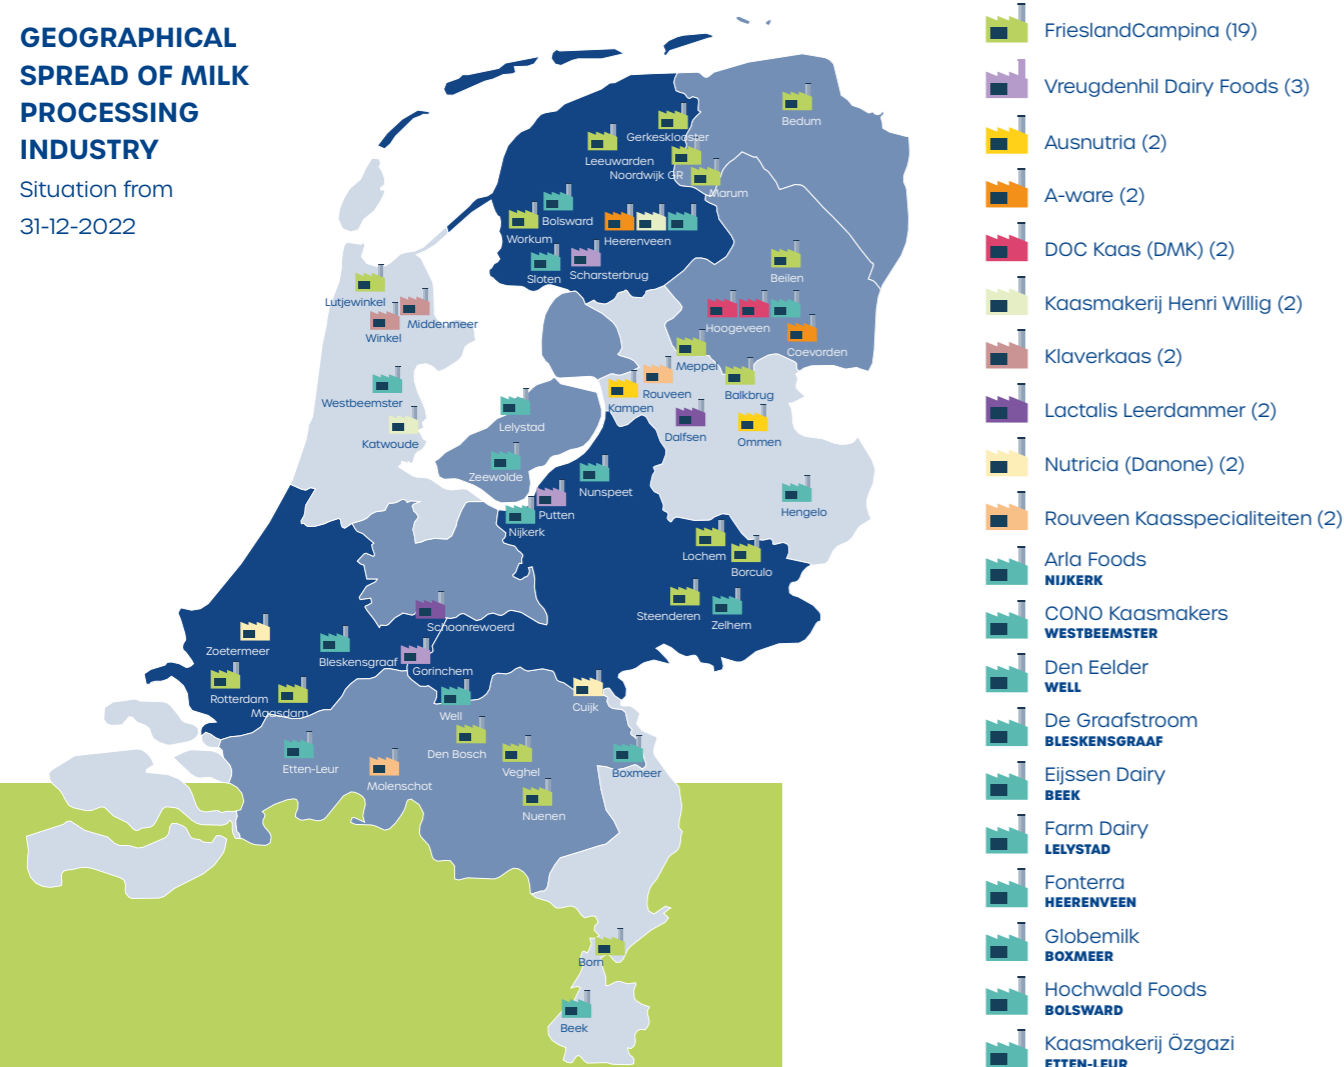 GEOGRAPHICAL
SPREAD OF MILK
PROCESSING
INDUSTRY
Situation from
31-12-2022
Bedum
Gerkesklooster
Leeuwarden
Noordwijk GR
Marum
Bolsward
Workum
Heerenveen
Sloten
Scharsterbrug
Beilen
Lutjewinkel
Middenmeer
Winkel
Hoogeveen
Coevorden
Meppel
Rouveen
Balkbrug
Kampen
Westbeemster
Lelystad
Katwoude
Dalfsen
Ommen
Zeewolde
Nunspeet
Putten
Nijkerk
Hengelo
Lochem
Borculo
Steenderen
Zelhem
Schoonrewoerd
Zoetermeer
Bleskensgraaf
Gorinchem
Rotterdam
Maasdam
Well
Cuijk
Den Bosch
Etten-Leur
Veghel
Boxmeer
Molenschot
Nuenen
Born
Beek
FrieslandCampina (19)
Vreugdenhil Dairy Foods (3)
Ausnutria (2)
A-ware (2)
DOC Kaas (DMK) (2)
Kaasmakerij Henri Willig (2)
Klaverkaas (2)
Lactalis Leerdammer (2)
Nutricia (Danone) (2)
Rouveen Kaasspecialiteiten (2)
Arla Foods
NIJKERK
CONO Kaasmakers
WESTBEEMSTER
Den Eelder
WELL
De Graafstroom
BLESKENSGRAAF
Eijssen Dairy
BEEK
Farm Dairy
LELYSTAD
Fonterra
HEERENVEEN
Globemilk
BOXMEER
Hochwald Foods
BOLSWARD
Kaasmakerij Özgazi
ETTEN-LEUR